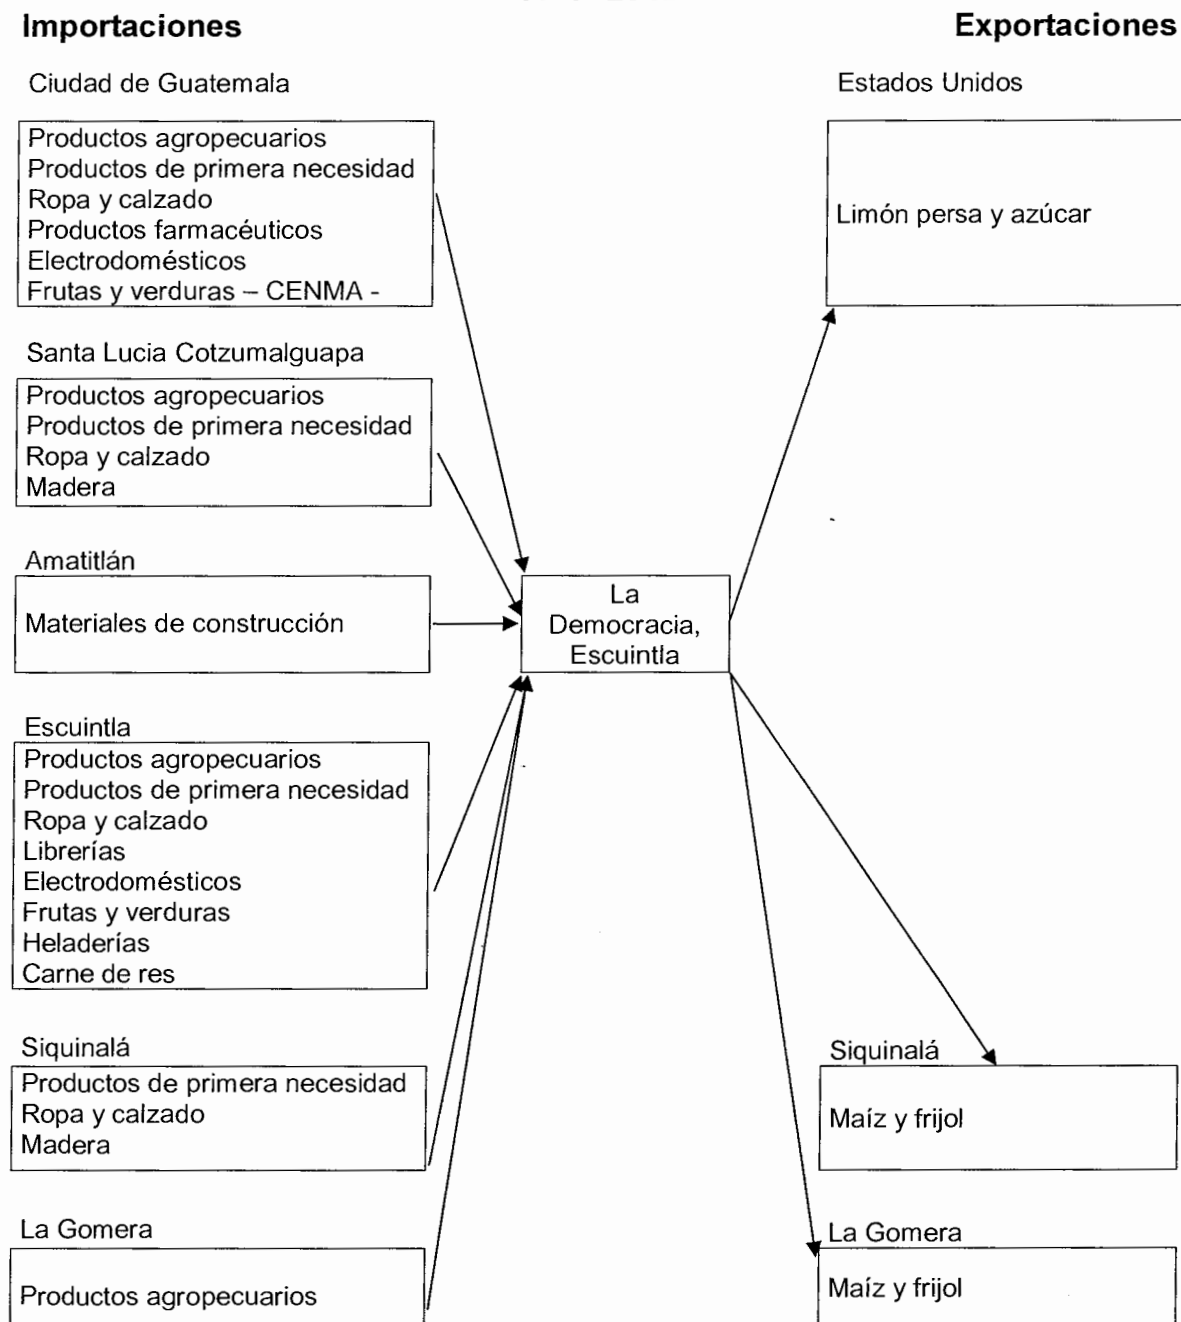 Importaciones
Exportaciones
Ciudad de Guatemala
Productos agropecuarios
Productos de primera necesidad
Ropa y calzado
Productos farmacéuticos
Electrodomésticos
Frutas y verduras – CENMA -
Santa Lucia Cotzumalguapa
Productos agropecuarios
Productos de primera necesidad
Ropa y calzado
Madera
Amatitlán
Materiales de construcción
Escuintla
Productos agropecuarios
Productos de primera necesidad
Ropa y calzado
Librerías
Electrodomésticos
Frutas y verduras
Heladerías
Carne de res
Siquinalá
Productos de primera necesidad
Ropa y calzado
Madera
La Gomera
Productos agropecuarios
La
Democracia,
Escuintla
Estados Unidos
Limón persa y azúcar
Siquinalá
Maíz y frijol
La Gomera
Maíz y frijol